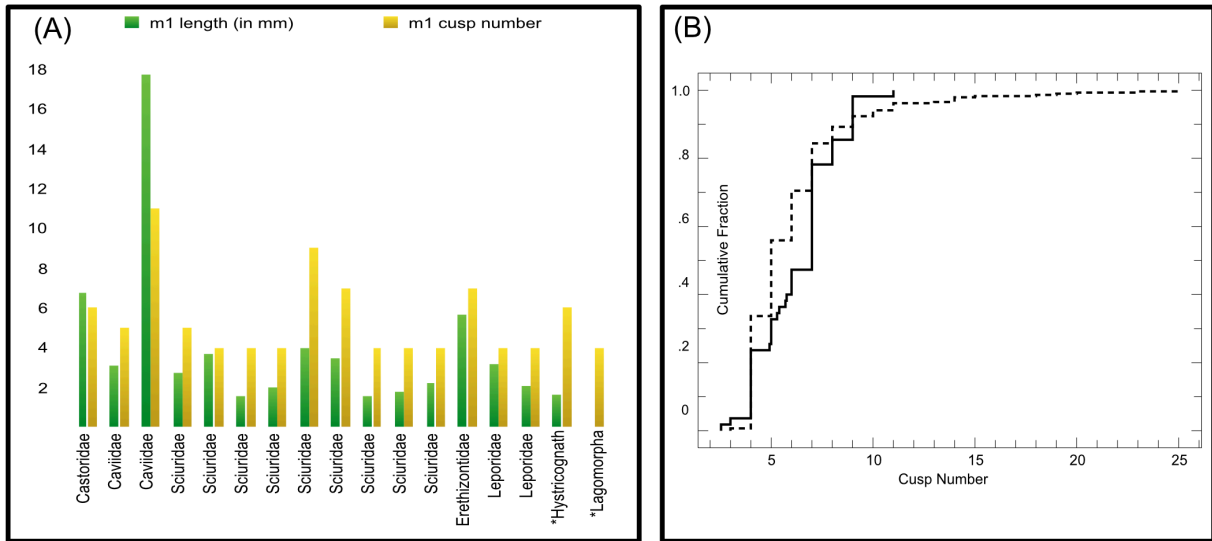 (A)
m1 length (in mm)
m1 cusp number
18
16
14
12
10
8
6
4
2
Castoridae
Caviidae
Caviidae
Sciuridae
Sciuridae
Sciuridae
Sciuridae
Sciuridae
Sciuridae
Sciuridae
Sciuridae
Sciuridae
Erethizontidae
Leporidae
Leporidae
*Hystricognath
*Lagomorpha
(B)
1.0
.8
.6
.4
.2
0
Cumulative Fraction
5
10
15
20
25
Cusp Number